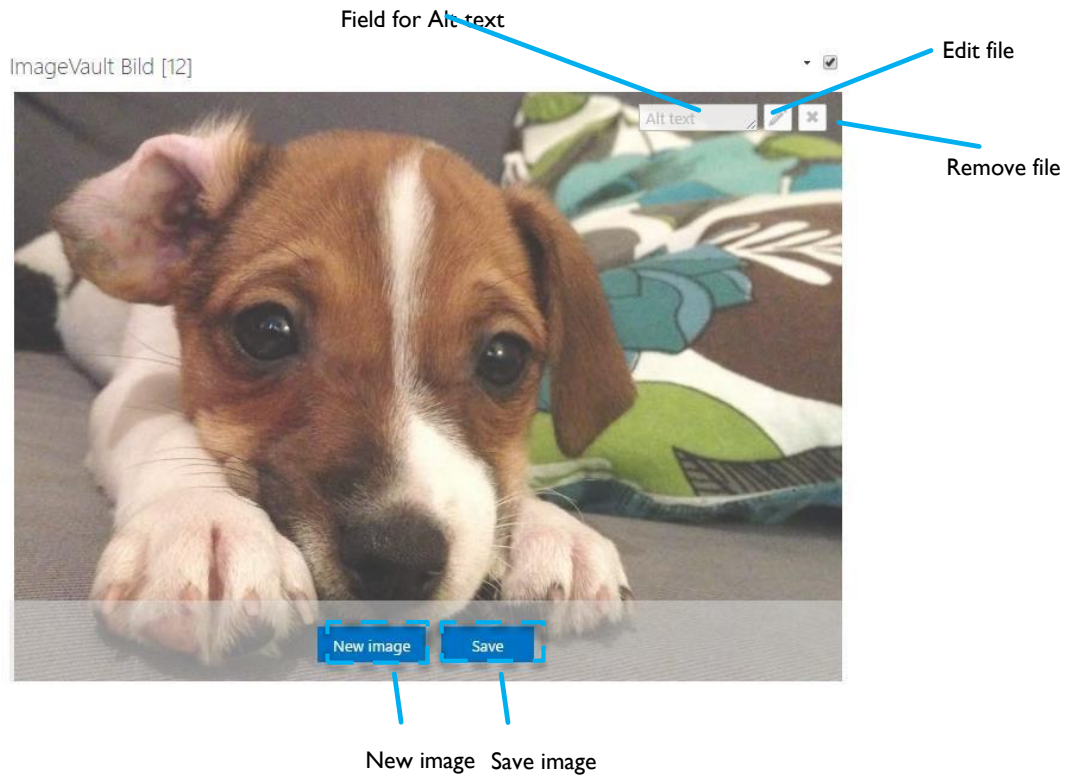 Field for Alt text
ImageVault Bild [12]
Edit file
Alt text
Remove file
New image
Save
New image
Save image